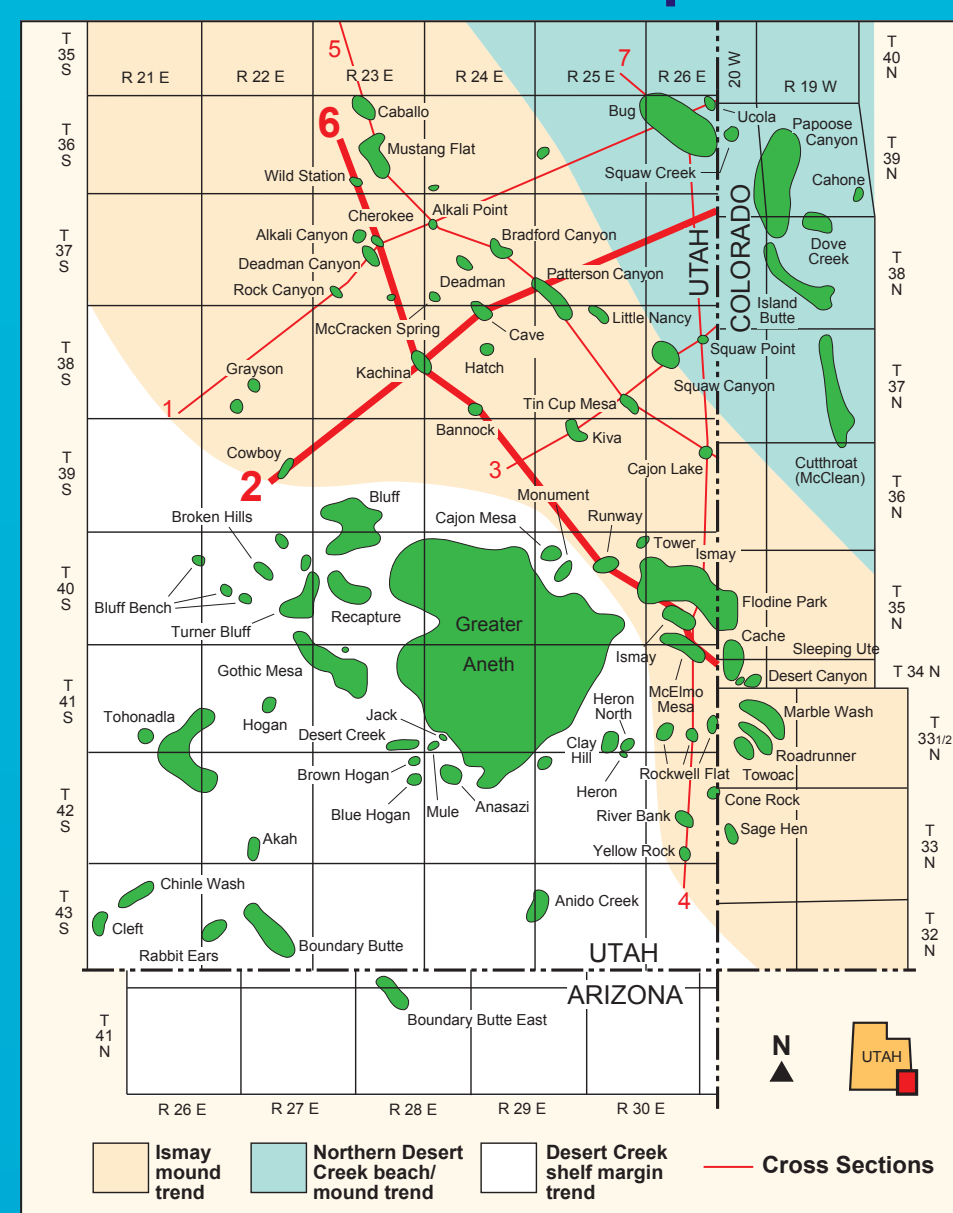 T
35
S
R 21 E
R 22 E
5
R 23 E
R 24 E
R 25 E
7
R 26 E
20 W
R 19 W
T
40
N
T
36
S
6
Caballo
Mustang Flat
Wild Station
Bug
Ucola
Squaw Creek
Papoose
Canyon
Cahone
T
39
N
T
37
S
Cherokee
Alkali Point
Alkali Canyon
Bradford Canyon
Deadman Canyon
Deadman
Patterson Canyon
Rock Canyon
McCracken Spring
Cave
Little Nancy
UTAH
COLORADO
Dove
Creek
Island
Butte
T
38
N
T
38
S
Kachina
Hatch
Squaw Point
Squaw Canyon
Grayson
1
Tin Cup Mesa
Bannock
Kiva
T
37
N
T
39
S
Cowboy
2
3
Cajon Lake
Cutthroat
(McClean)
T
36
N
Bluff
Broken Hills
Monument
Cajon Mesa
Runway
Tower
Ismay
T
40
S
Bluff Bench
Turner Bluff
Recapture
Greater
Aneth
Flodine Park
Ismay
Cache
Sleeping Ute
T
35
N
T 34 N
T
41
S
Gothic Mesa
McElmo
Mesa
Desert Canyon
Tohonadla
Hogan
Jack
Desert Creek
Heron
North
Clay
Hill
Marble Wash
Roadrunner
Towoac
Rockwell Flat
T
33 1/2
N
Brown Hogan
Blue Hogan
Mule
Anasazi
Heron
T
42
S
Cone Rock
River Bank
Sage Hen
Akah
Yellow Rock
T
33
N
T
43
S
Chinle Wash
Cleft
Rabbit Ears
Boundary Butte
Anido Creek
4
T
32
N
UTAH
ARIZONA
T
41
N
Boundary Butte East
N
UTAH
R 26 E
R 27 E
R 28 E
R 29 E
R 30 E
Ismay
mound
trend
Northern Desert
Creek beach/
mound trend
Desert Creek
shelf margin
trend
Cross Sections